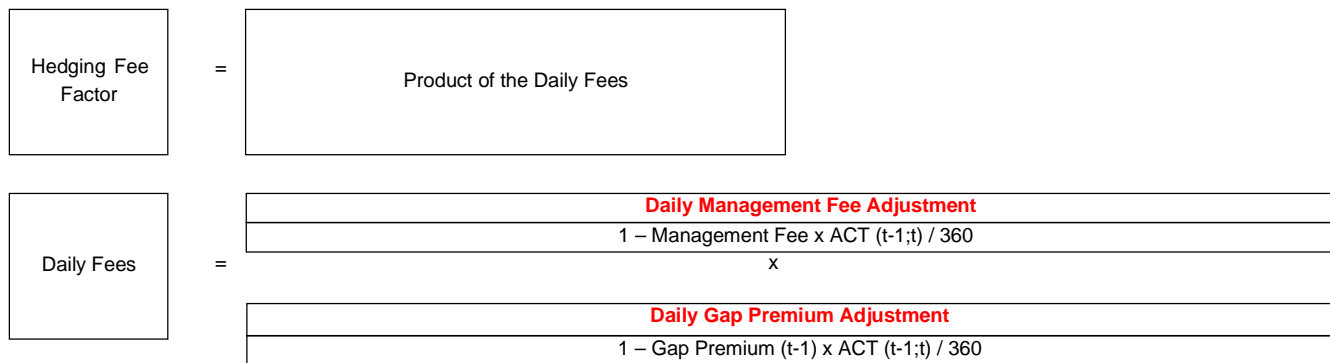 Hedging Fee
Factor
=
Product of the Daily Fees
Daily Fees
=
Daily Management Fee Adjustment
1 – Management Fee x ACT (t-1;t) / 360
x
Daily Gap Premium Adjustment
1 – Gap Premium (t-1) x ACT (t-1;t) / 360